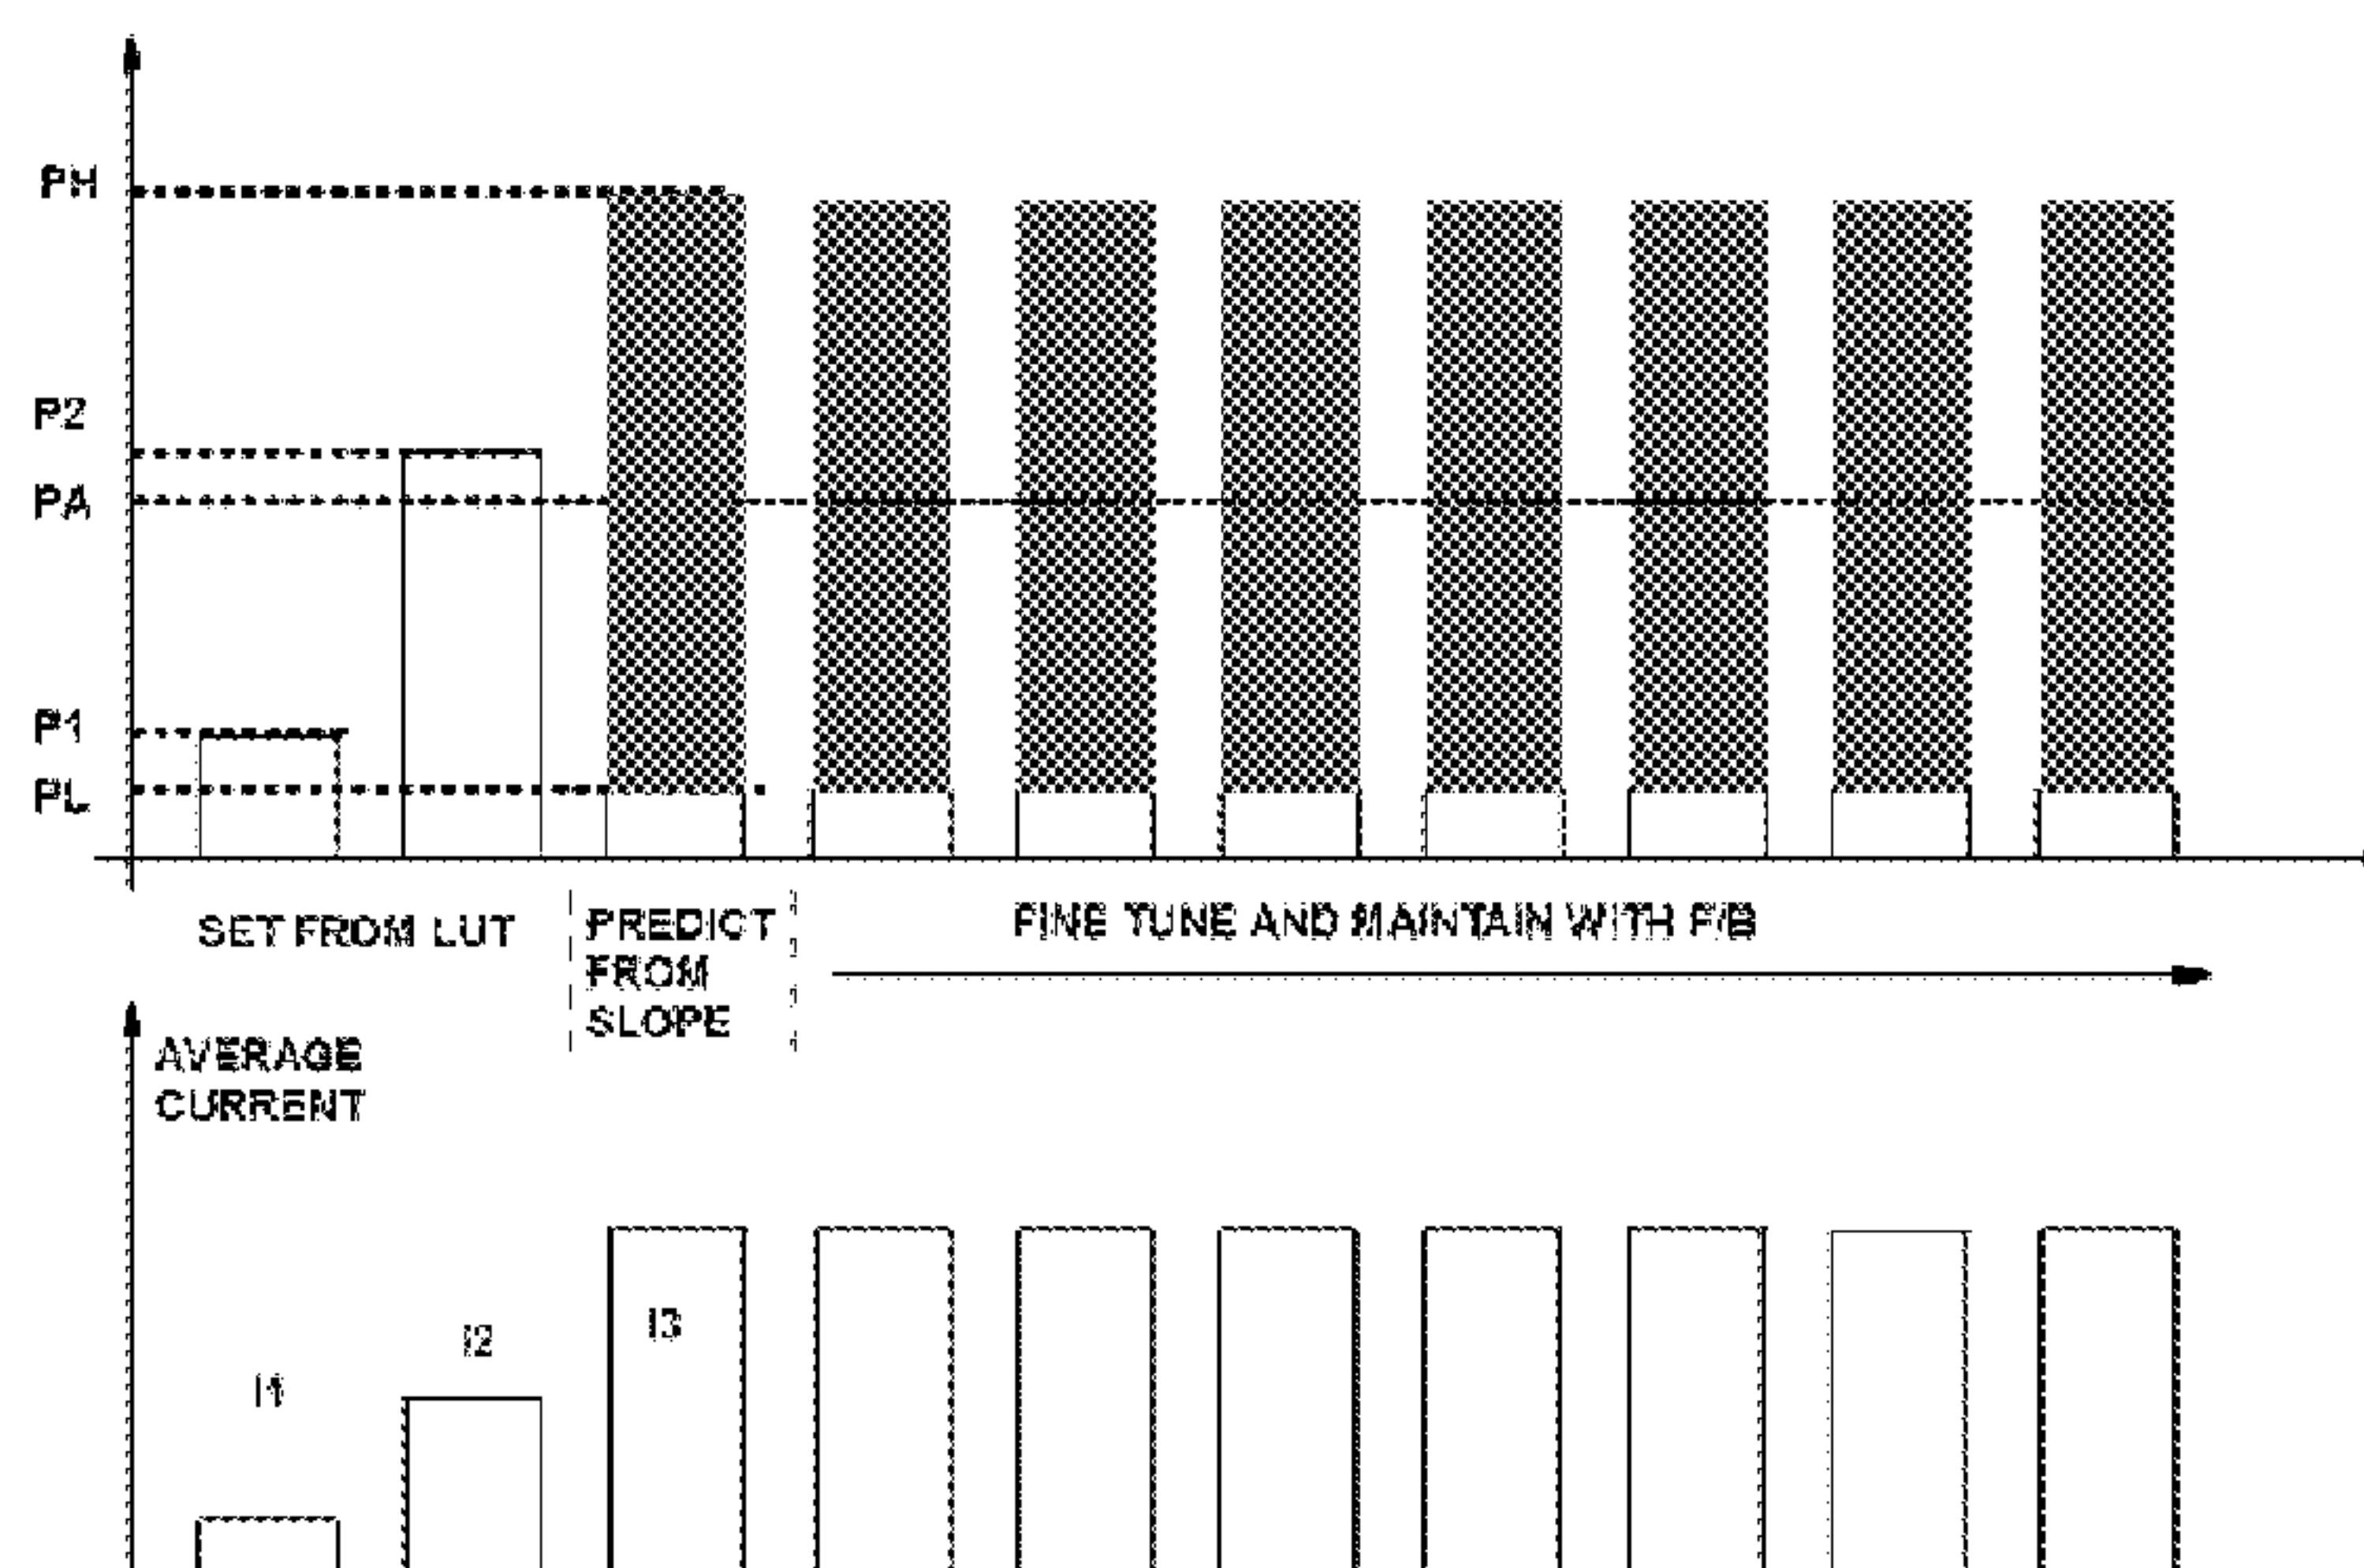 PH
P2
PA
P1
PL
SET FROM LUT
PREDICT
FROM
SLOPE
FINE TUNE AND MAINTAIN WITH F/B
AVERAGE
CURRENT
I1
I2
I3